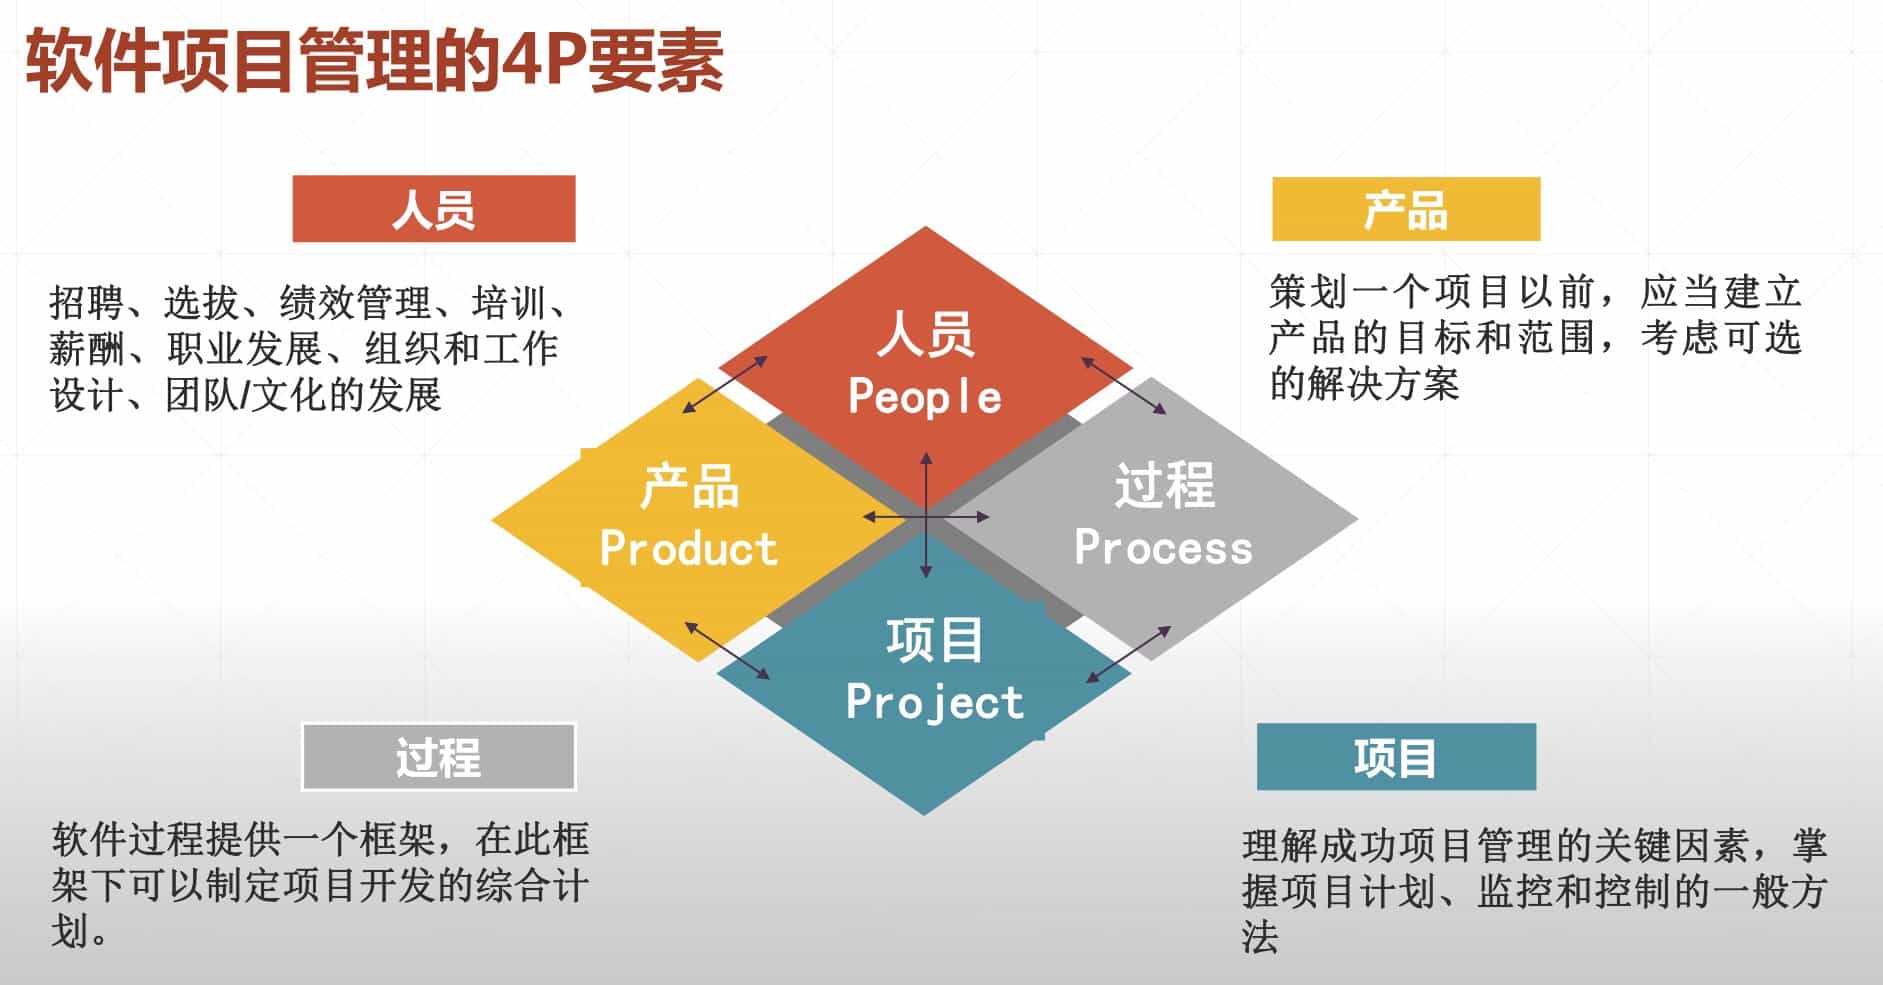 软件项目管理的4P要素
人员
招聘、选拔、绩效管理、培训、
薪酬、职业发展、组织和工作
设计、团队/文化的发展
产品
策划一个项目以前，应当建立
产品的目标和范围，考虑可选
的解决方案
人员
People
产品
Product
过程
Process
项目
Project
过程
软件过程提供一个框架，在此框
架下可以制定项目开发的综合计
划。
项目
理解成功项目管理的关键因素，掌
握项目计划、监控和控制的一般方
法